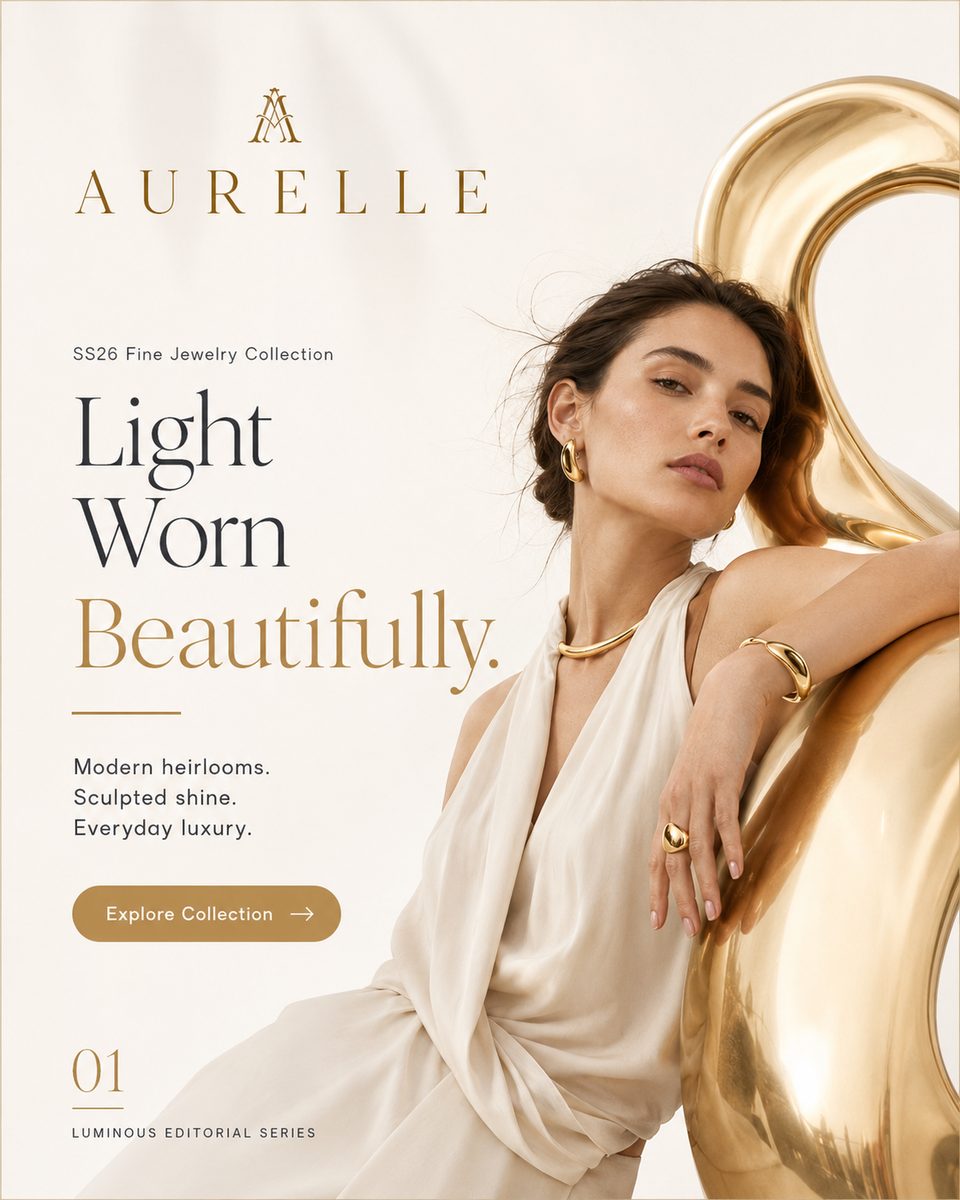 AURELLE
SS26 Fine Jewelry Collection
Light
Worn
Beautifully.
Modern heirlooms.
Sculpted shine.
Everyday luxury.
Explore Collection →
01
LUMINOUS EDITORIAL SERIES